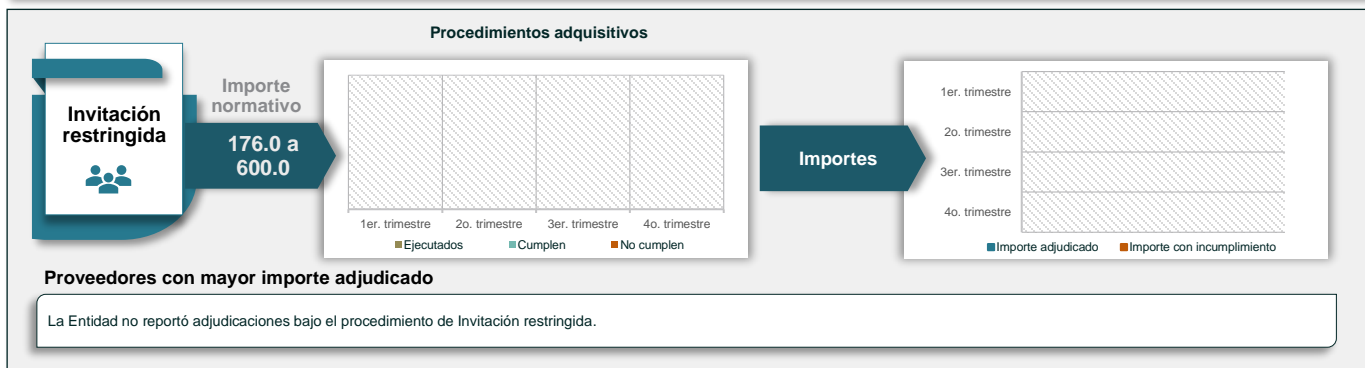 Procedimientos adquisitivos
Invitación
restringida
Importe
normativo
176.0 a
600.0
1er. trimestre 2o. trimestre 3er. trimestre 4o. trimestre
Ejecutados Cumplen No cumplen
Importes
1er. trimestre
2o. trimestre
3er. trimestre
4o. trimestre
Importe adjudicado Importe con incumplimiento
Proveedores con mayor importe adjudicado
La Entidad no reportó adjudicaciones bajo el procedimiento de Invitación restringida.